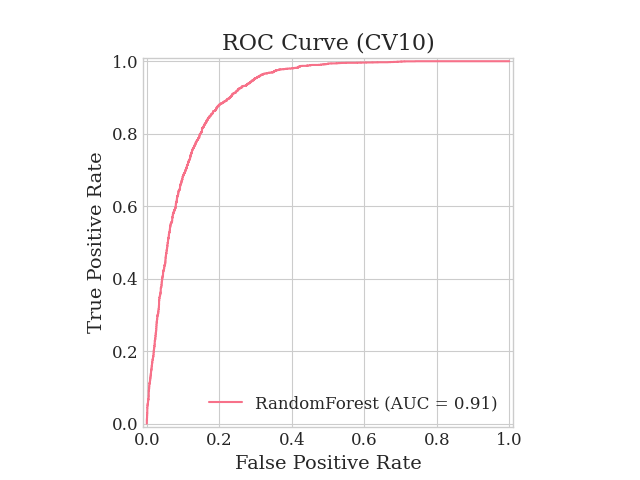 ROC Curve (CV10)
1.0
0.8
0.6
0.4
0.2
0.0
True Positive Rate
RandomForest (AUC = 0.91)
0.0 0.2 0.4 0.6 0.8 1.0
False Positive Rate